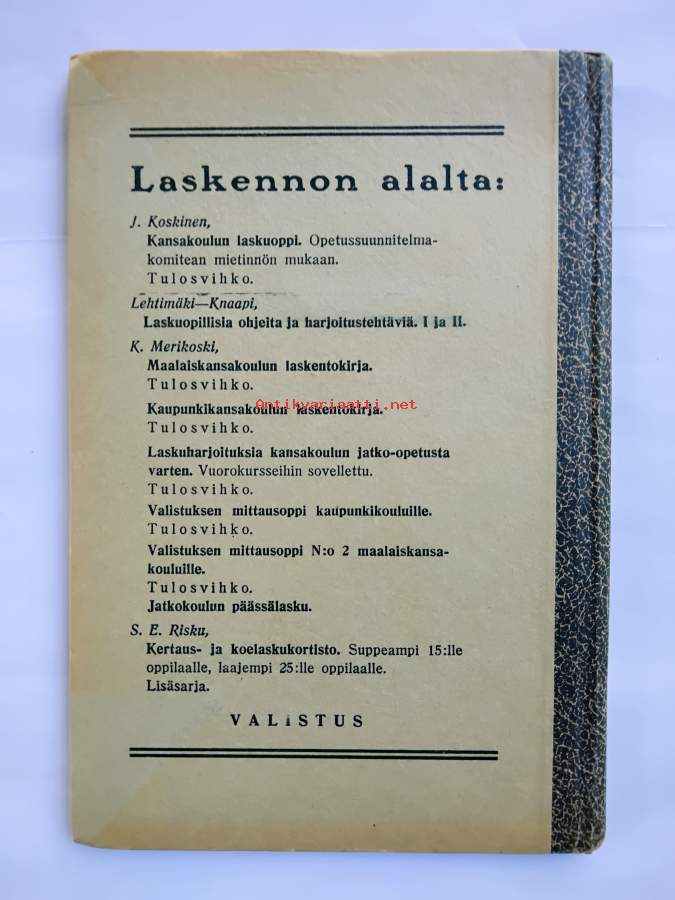 Laskennon alalta:
J. Koskinen,
Kansakoulun laskuoppi. Opetussuunnitelma-
komitean mietinnön mukaan.
Tulosvihko.
Lehtimäki—Knaapi,
Laskuopillisia ohjeita ja harjoitustehtäviä. I ja II.
K. Merikoski,
Maalaiskansakoulun laskentokirja.
Tulosvihko.
Antikvariaatti.net
Kaupunkikansakoulun laskentokirja.
Tulosvihko.
Laskuharjoituksia kansakoulun jatko-opetusta
varten. Vuorokursseihin sovellettu.
Tulosvihko.
Valistuksen mittausoppi kaupunkikouluille.
Tulosvihko.
Valistuksen mittausoppi N:o 2 maalaiskansa-
kouluille.
Tulosvihko.
Jatkokoulun päässälasku.
S. E. Risku,
Kertaus- ja koelaskukortisto. Suppeampi 15:lle
oppilaalle, laajempi 25:lle oppilaalle.
Lisäsarja.
VALISTUS